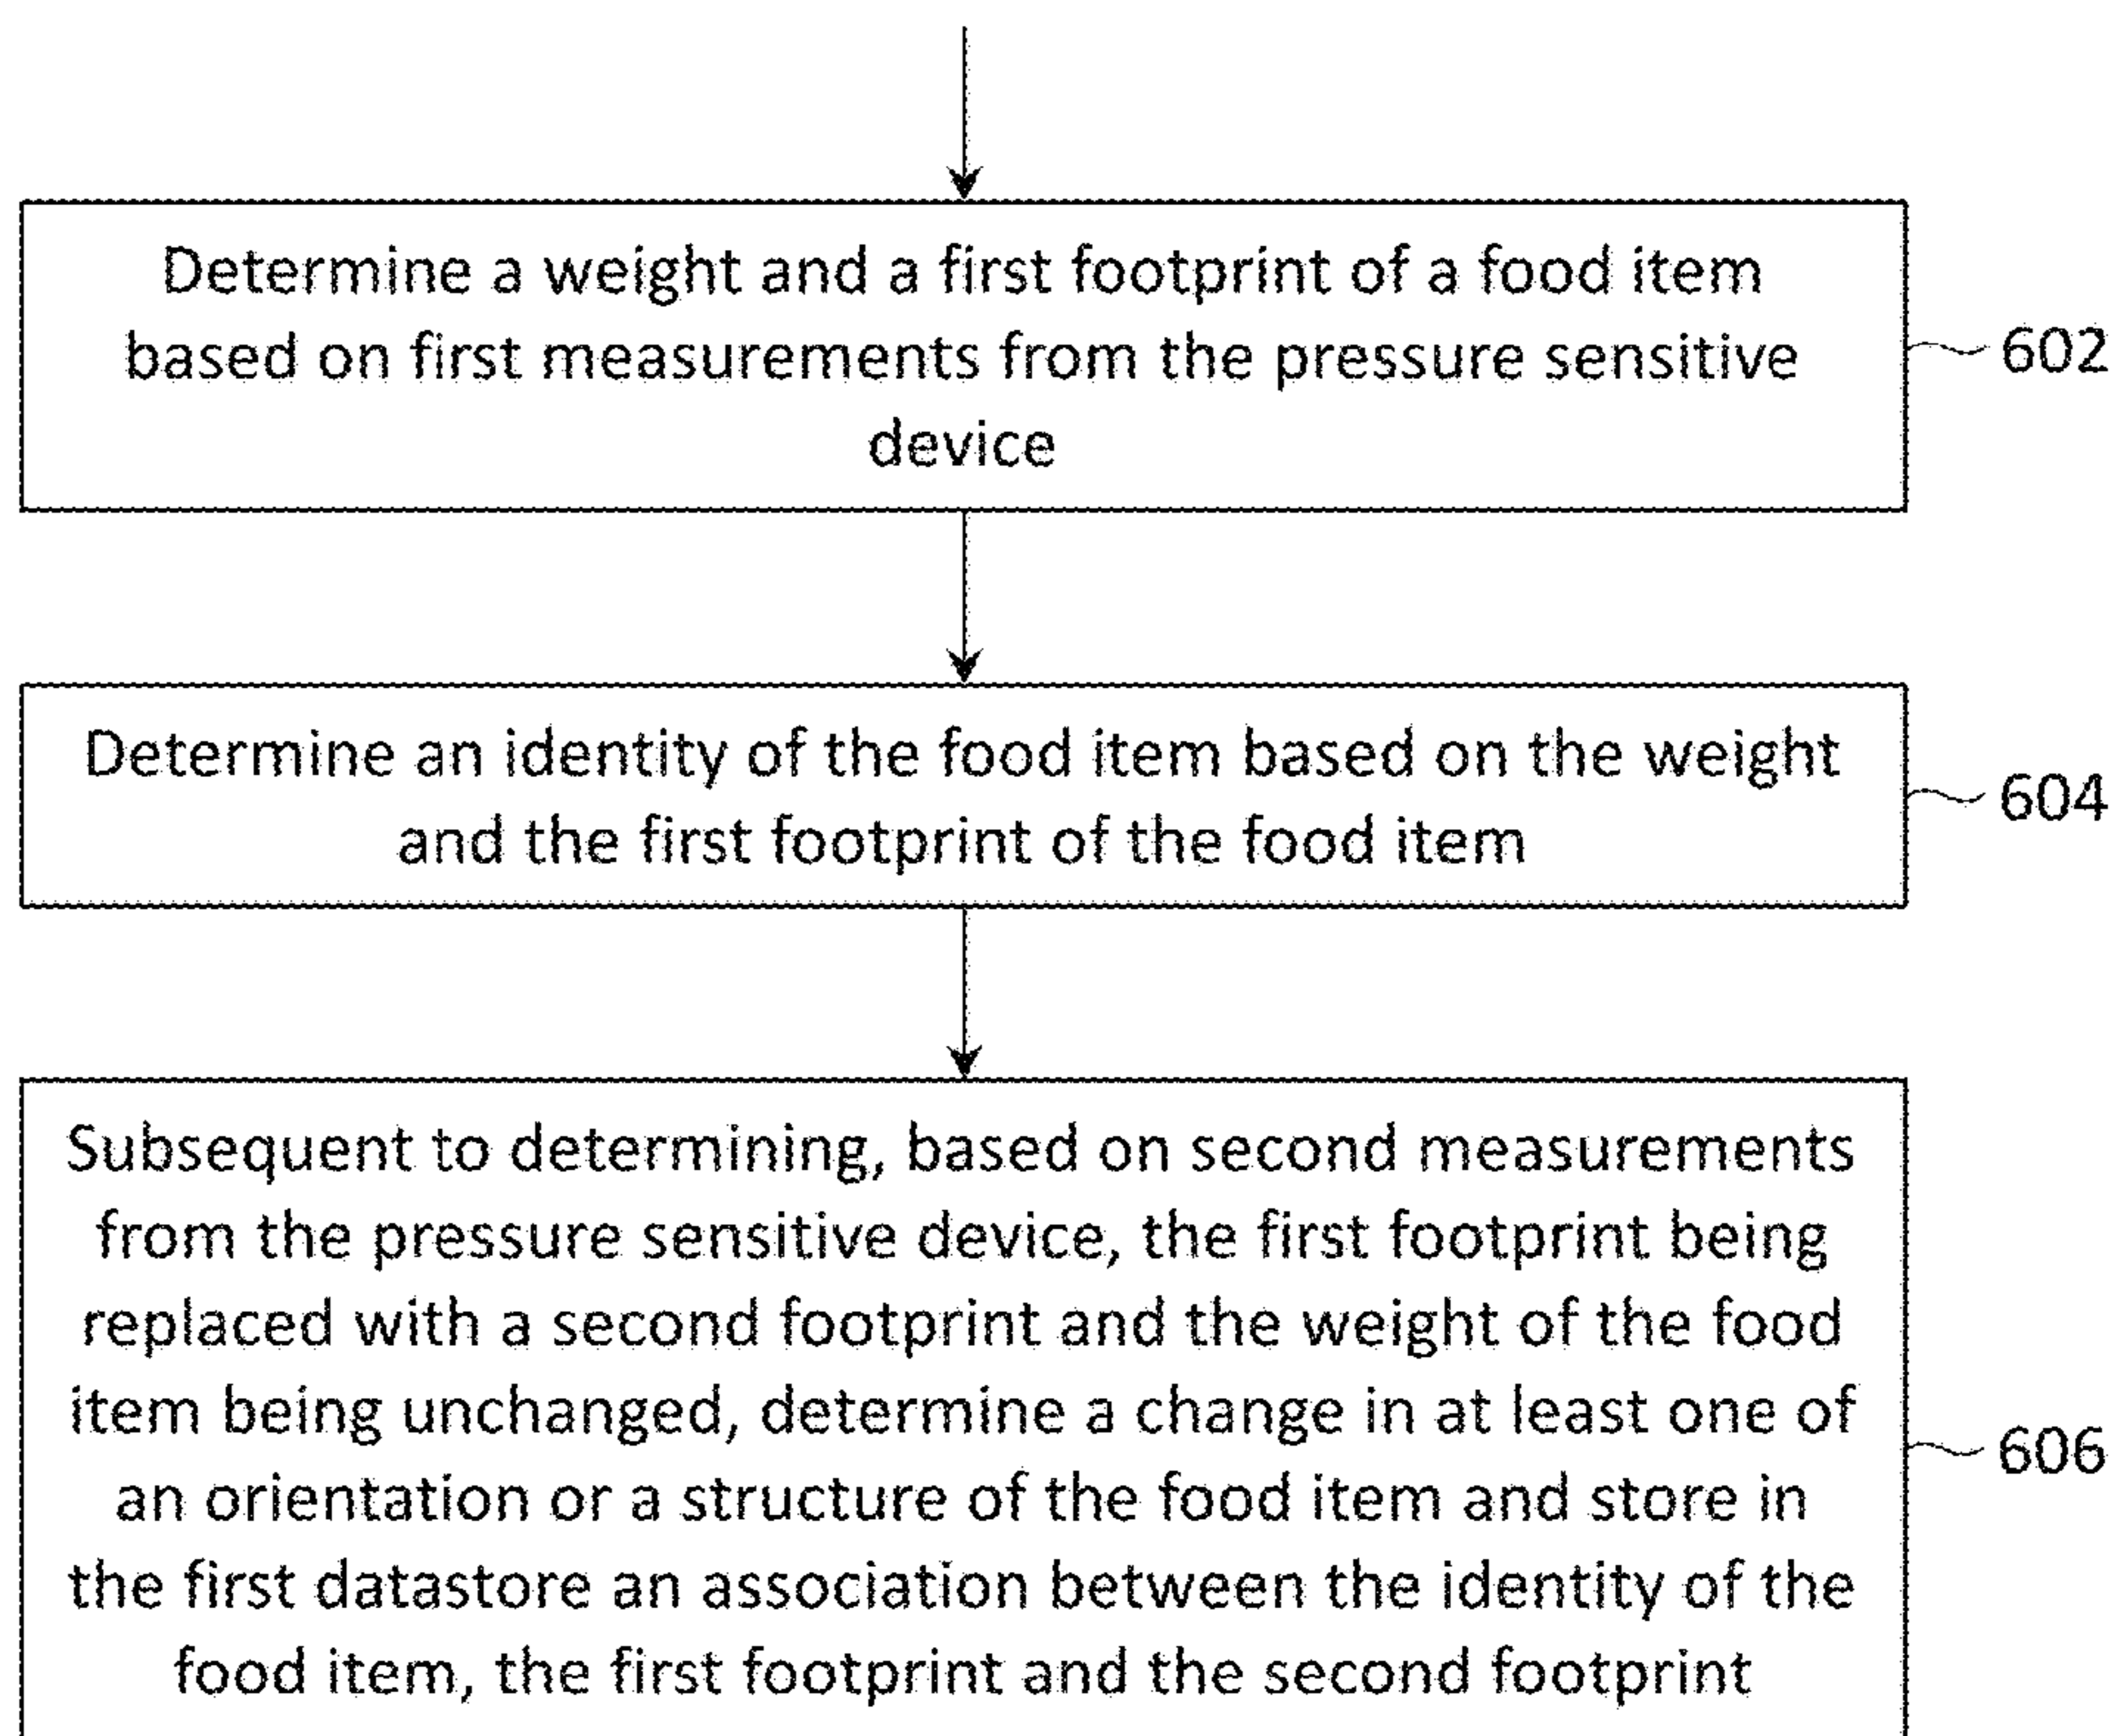 Determine a weight and a first footprint of a food item
based on first measurements from the pressure sensitive
device
602
Determine an identity of the food item based on the weight
and the first footprint of the food item
604
Subsequent to determining, based on second measurements
from the pressure sensitive device, the first footprint being
replaced with a second footprint and the weight of the food
item being unchanged, determine a change in at least one of
an orientation or a structure of the food item and store in
the first datastore an association between the identity of the
food item, the first footprint and the second footprint
606